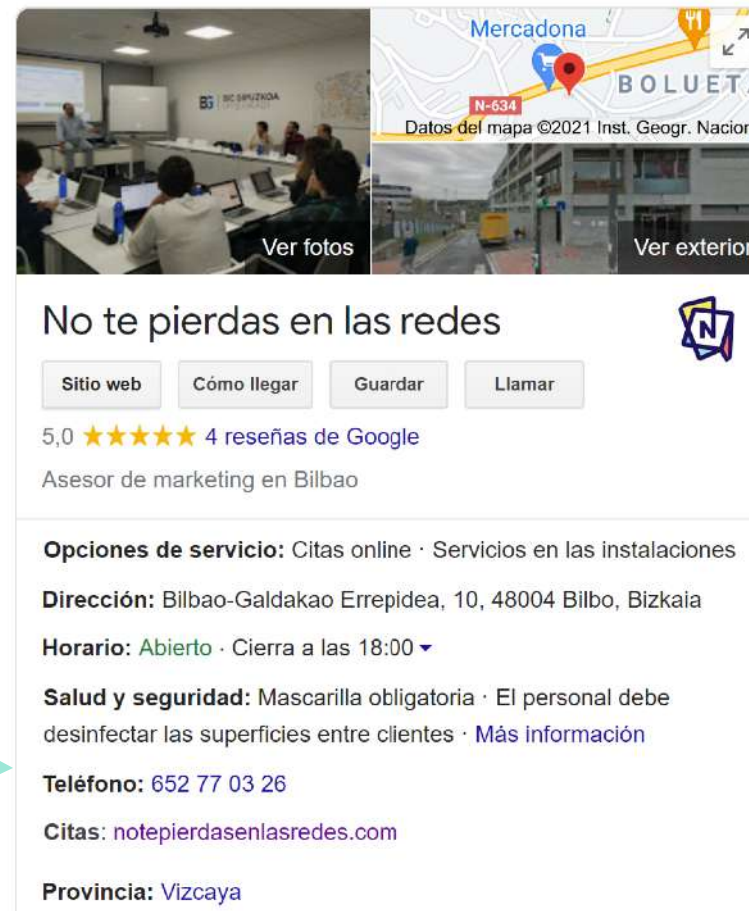 Mercadona
BOLUETA
N-634
Datos del mapa ©2021 Inst. Geogr. Nacion
BIC GIPUZKOA
Ver fotos
Ver exterior
No te pierdas en las redes
N
Sitio web
Cómo llegar
Guardar
Llamar
5,0 ★★★★★ 4 reseñas de Google
Asesor de marketing en Bilbao
Opciones de servicio: Citas online · Servicios en las instalaciones
Dirección: Bilbao-Galdakao Errepidea, 10, 48004 Bilbo, Bizkaia
Horario: Abierto · Cierra a las 18:00
Salud y seguridad: Mascarilla obligatoria · El personal debe
desinfectar las superficies entre clientes · Más información
Teléfono: 652 77 03 26
Citas: notepierdasenlasredes.com
Provincia: Vizcaya